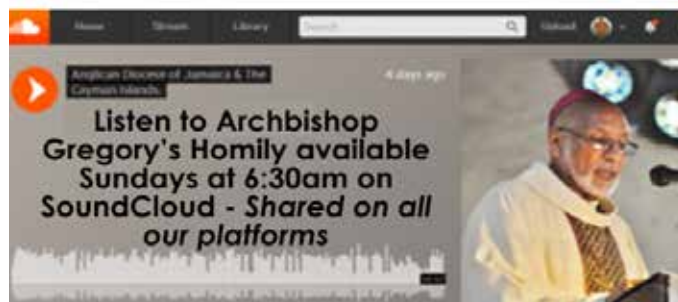 Home
Stream
Library
Search
Upload
Anglican Diocese of Jamaica & The
Cayman Islands.
4 days ago
Listen to Archbishop
Gregory's Homily available
Sundays at 6:30am on
SoundCloud - Shared on all
our platforms